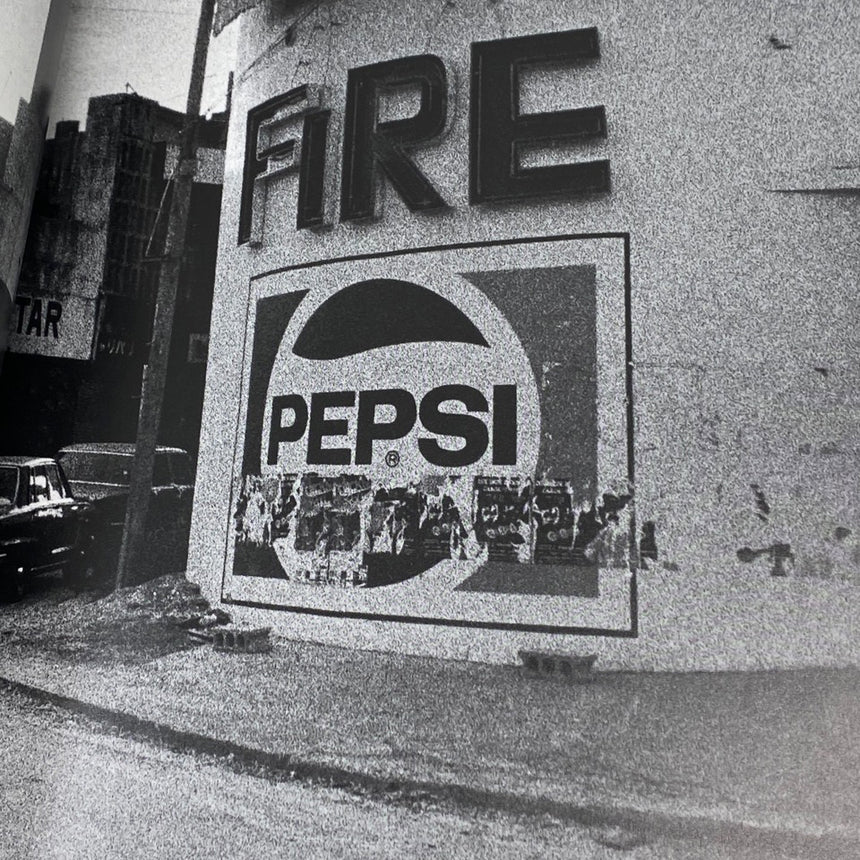 FiRE
TAR
PEPSI
®